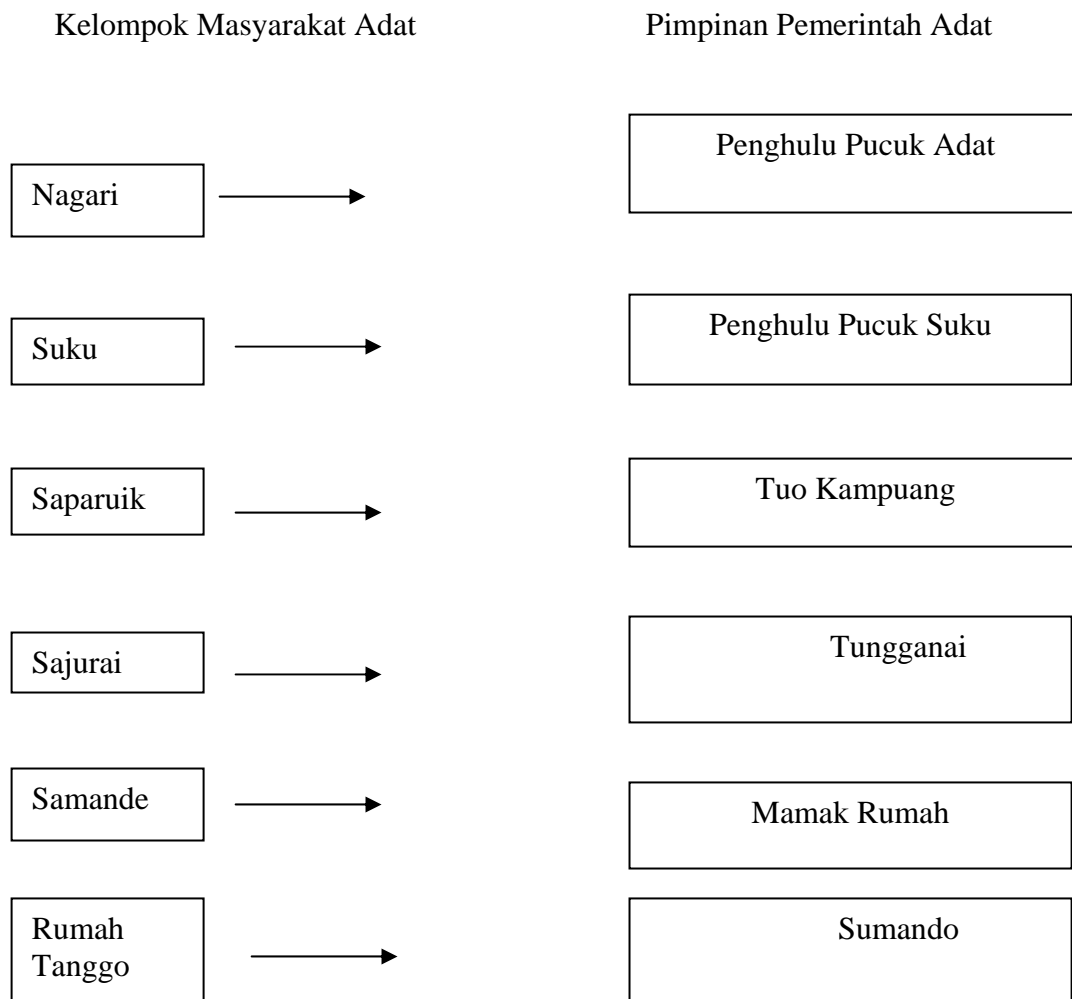 Kelompok Masyarakat Adat Pimpinan Pemerintah Adat
Nagari Penghulu Pucuk Adat
Suku Penghulu Pucuk Suku
Saparuik Tuo Kampuang
Sajurai Tungganai
Samande Mamak Rumah
Rumah Sumando
Tanggo